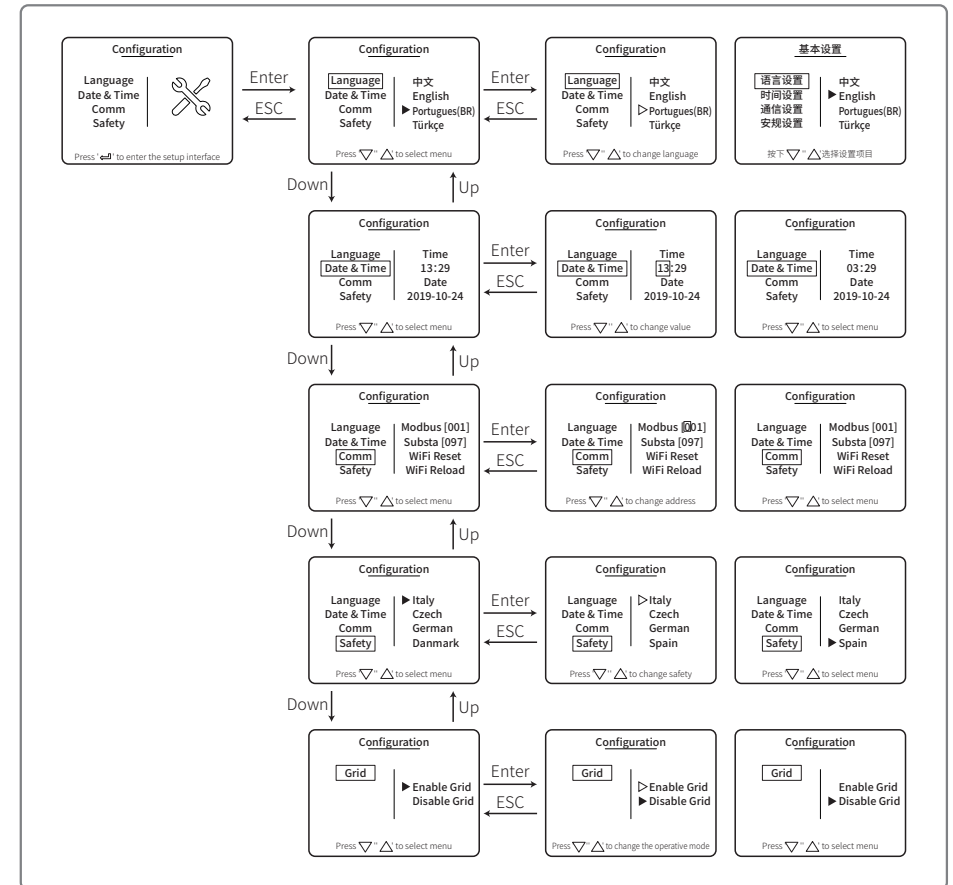 Configuration
Language
Date & Time
Comm
Safety
Press '↵' to enter the setup interface
Enter
ESC
Configuration
Language
Date & Time
Comm
Safety
中文
English
▶Portugues(BR)
Türkçe
Press ▽" △' to select menu
Enter
ESC
Configuration
Language
Date & Time
Comm
Safety
中文
English
▷Portugues(BR)
Türkçe
Press ▽" △' to change language
基本设置
语言设置
时间设置
通信设置
安规设置
中文
▶English
Portugues(BR)
Türkçe
按下 ▽" △'选择设置项目
Down
Up
Configuration
Language
Date & Time
Comm
Safety
Time
13:29
Date
2019-10-24
Press ▽" △' to select menu
Enter
ESC
Configuration
Language
Date & Time
Comm
Safety
Time
13:29
Date
2019-10-24
Press ▽" △' to change value
Configuration
Language
Date & Time
Comm
Safety
Time
03:29
Date
2019-10-24
Press ▽" △' to select menu
Down
Up
Configuration
Language
Date & Time
Comm
Safety
Modbus [001]
Substa [097]
WiFi Reset
WiFi Reload
Press ▽" △' to select menu
Enter
ESC
Configuration
Language
Date & Time
Comm
Safety
Modbus [001]
Substa [097]
WiFi Reset
WiFi Reload
Press ▽" △' to change address
Configuration
Language
Date & Time
Comm
Safety
Modbus [001]
Substa [097]
WiFi Reset
WiFi Reload
Press ▽" △' to select menu
Down
Up
Configuration
Language
Date & Time
Comm
Safety
▶Italy
Czech
German
Danmark
Press ▽" △' to select menu
Enter
ESC
Configuration
Language
Date & Time
Comm
Safety
▷Italy
Czech
German
Spain
Press ▽" △' to change safety
Configuration
Language
Date & Time
Comm
Safety
Italy
Czech
German
▶Spain
Press ▽" △' to select menu
Down
Up
Configuration
Grid
▶Enable Grid
Disable Grid
Press ▽" △' to select menu
Enter
ESC
Configuration
Grid
▷Enable Grid
▶Disable Grid
Press ▽" △' to change the operative mode
Configuration
Grid
Enable Grid
▶Disable Grid
Press ▽" △' to select menu